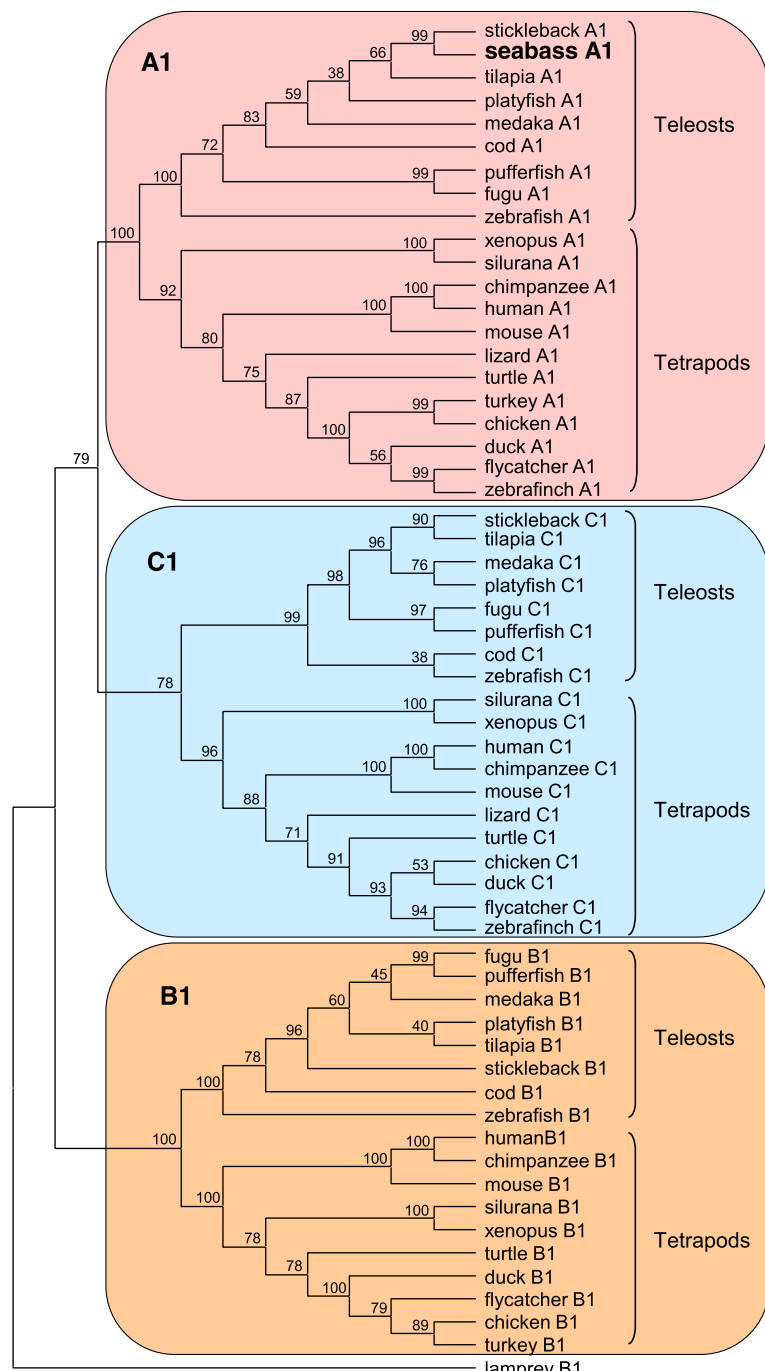 99
stickleback A1
seabass A1
66
A1
tilapia A1
38
platyfish A1
59
medaka A1
Teleosts
83
cod A1
72
99
pufferfish A1
fugu A1
100
zebrafish A1
100
100
xenopus A1
silurana A1
92
100
chimpanzee A1
human A1
100
mouse A1
80
lizard A1
Tetrapods
75
turtle A1
87
99
turkey A1
chicken A1
100
duck A1
56
99
flycatcher A1
zebrafinch A1
79
90
stickleback C1
tilapia C1
96
C1
76
medaka C1
platyfish C1
98
Teleosts
97
fugu C1
pufferfish C1
99
38
cod C1
zebrafish C1
78
100
silurana C1
xenopus C1
96
100
human C1
chimpanzee C1
100
mouse C1
88
lizard C1
Tetrapods
71
turtle C1
91
53
chicken C1
duck C1
93
94
flycatcher C1
zebrafinch C1
99
fugu B1
pufferfish B1
45
B1
medaka B1
60
40
platyfish B1
tilapia B1
Teleosts
96
stickleback B1
78
cod B1
100
zebrafish B1
100
100
humanB1
chimpanzee B1
100
mouse B1
100
100
silurana B1
xenopus B1
78
turtle B1
Tetrapods
78
duck B1
100
flycatcher B1
79
89
chicken B1
turkey B1
lamprey B1